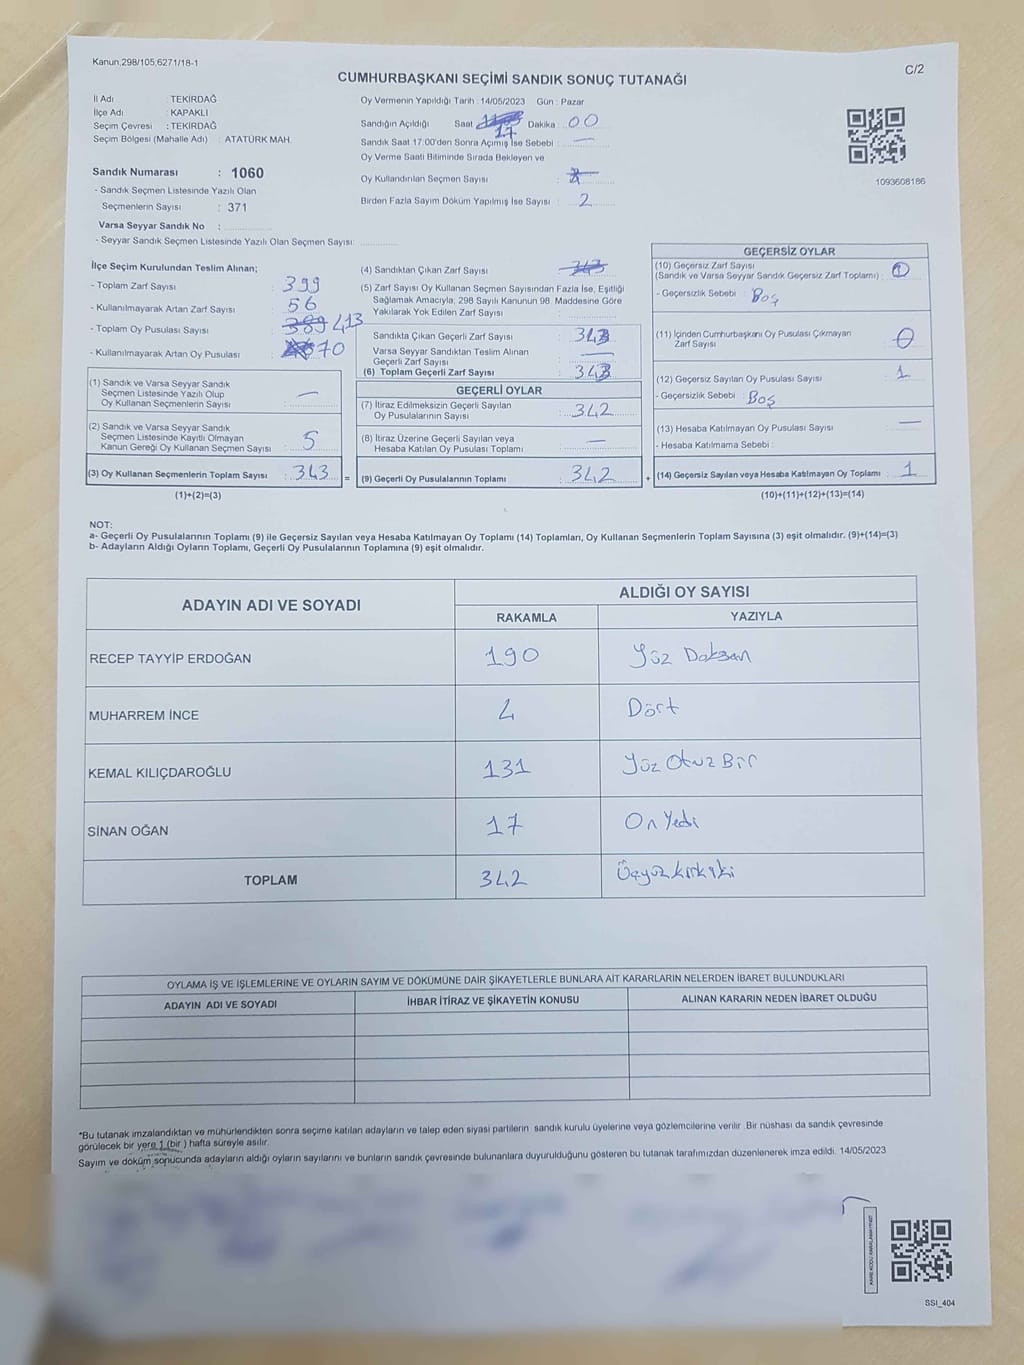 Kanun;298/105;6271/18-1
C/2
CUMHURBAŞKANI SEÇİMİ SANDIK SONUÇ TUTANAĞI
İl Adı : TEKİRDAĞ
İlçe Adı : KAPAKLI
Seçim Çevresi : TEKİRDAĞ
Seçim Bölgesi (Mahalle Adı) : ATATÜRK MAH.
Sandık Numarası : 1060
- Sandık Seçmen Listesinde Yazılı Olan
Seçmenlerin Sayısı : 371
Varsa Seyyar Sandık No :
- Seyyar Sandık Seçmen Listesinde Yazılı Olan Seçmen Sayısı:
Oy Vermenin Yapıldığı Tarih : 14/05/2023 Gün : Pazar
Sandığın Açıldığı Saat 17 Dakika 00
Sandık Saat 17:00'den Sonra Açımış İse Sebebi : —
Oy Verme Saati Bitiminde Sırada Bekleyen ve
Oy Kullandırılan Seçmen Sayısı :
Birden Fazla Sayım Döküm Yapılmış İse Sayısı : 2
1093608186
İlçe Seçim Kurulundan Teslim Alınan;
- Toplam Zarf Sayısı : 399
- Kullanılmayarak Artan Zarf Sayısı : 56
- Toplam Oy Pusulası Sayısı : 389 413
- Kullanılmayarak Artan Oy Pusulası : 70
(1) Sandık ve Varsa Seyyar Sandık
Seçmen Listesinde Yazılı Olup
Oy Kullanan Seçmenlerin Sayısı : —
(2) Sandık ve Varsa Seyyar Sandık
Seçmen Listesinde Kayıtlı Olmayan
Kanun Gereği Oy Kullanan Seçmen Sayısı : 5
(3) Oy Kullanan Seçmenlerin Toplam Sayısı : 343
(1)+(2)=(3)
(4) Sandıktan Çıkan Zarf Sayısı : 343
(5) Zarf Sayısı Oy Kullanan Seçmen Sayısından Fazla İse, Eşitliği
Sağlamak Amacıyla, 298 Sayılı Kanunun 98. Maddesine Göre
Yakılarak Yok Edilen Zarf Sayısı :
Sandıkta Çıkan Geçerli Zarf Sayısı : 343
Varsa Seyyar Sandıktan Teslim Alınan
Geçerli Zarf Sayısı : —
(6) Toplam Geçerli Zarf Sayısı : 343
GEÇERLİ OYLAR
(7) İtiraz Edilmeksizin Geçerli Sayılan
Oy Pusulalarının Sayısı : 342
(8) İtiraz Üzerine Geçerli Sayılan veya
Hesaba Katılan Oy Pusulası Toplamı : —
= (9) Geçerli Oy Pusulalarının Toplamı : 342
GEÇERSİZ OYLAR
(10) Geçersiz Zarf Sayısı
(Sandık ve Varsa Seyyar Sandık Geçersiz Zarf Toplamı) :
- Geçersizlik Sebebi : Boş
(11) İçinden Cumhurbaşkanı Oy Pusulası Çıkmayan
Zarf Sayısı : 0
(12) Geçersiz Sayılan Oy Pusulası Sayısı : 1
- Geçersizlik Sebebi : Boş
(13) Hesaba Katılmayan Oy Pusulası Sayısı : —
- Hesaba Katılmama Sebebi :
+ (14) Geçersiz Sayılan veya Hesaba Katılmayan Oy Toplamı : 1
(10)+(11)+(12)+(13)=(14)
NOT:
a- Geçerli Oy Pusulalarının Toplamı (9) ile Geçersiz Sayılan veya Hesaba Katılmayan Oy Toplamı (14) Toplamları, Oy Kullanan Seçmenlerin Toplam Sayısına (3) eşit olmalıdır. (9)+(14)=(3)
b- Adayların Aldığı Oyların Toplamı, Geçerli Oy Pusulalarının Toplamına (9) eşit olmalıdır.
ADAYIN ADI VE SOYADI
ALDIĞI OY SAYISI
RAKAMLA YAZIYLA
RECEP TAYYİP ERDOĞAN 190 Yüz Doksan
MUHARREM İNCE 4 Dört
KEMAL KILIÇDAROĞLU 131 Yüz Otuz Bir
SİNAN OĞAN 17 On Yedi
TOPLAM 342 Üçyüzkırkiki
OYLAMA İŞ VE İŞLEMLERİNE VE OYLARIN SAYIM VE DÖKÜMÜNE DAİR ŞİKAYETLERLE BUNLARA AİT KARARLARIN NELERDEN İBARET BULUNDUKLARI
ADAYIN ADI VE SOYADI İHBAR İTİRAZ VE ŞİKAYETİN KONUSU ALINAN KARARIN NEDEN İBARET OLDUĞU
*Bu tutanak imzalandıktan ve mühürlendikten sonra seçime katılan adayların ve talep eden siyasi partilerin sandık kurulu üyelerine veya gözlemcilerine verilir. Bir nüshası da sandık çevresinde
görülecek bir yere 1 (bir ) hafta süreyle asılır.
Sayım ve döküm sonucunda adayların aldığı oyların sayılarını ve bunların sandık çevresinde bulunanlara duyurulduğunu gösteren bu tutanak tarafımızdan düzenlenerek imza edildi. 14/05/2023
SSI_404